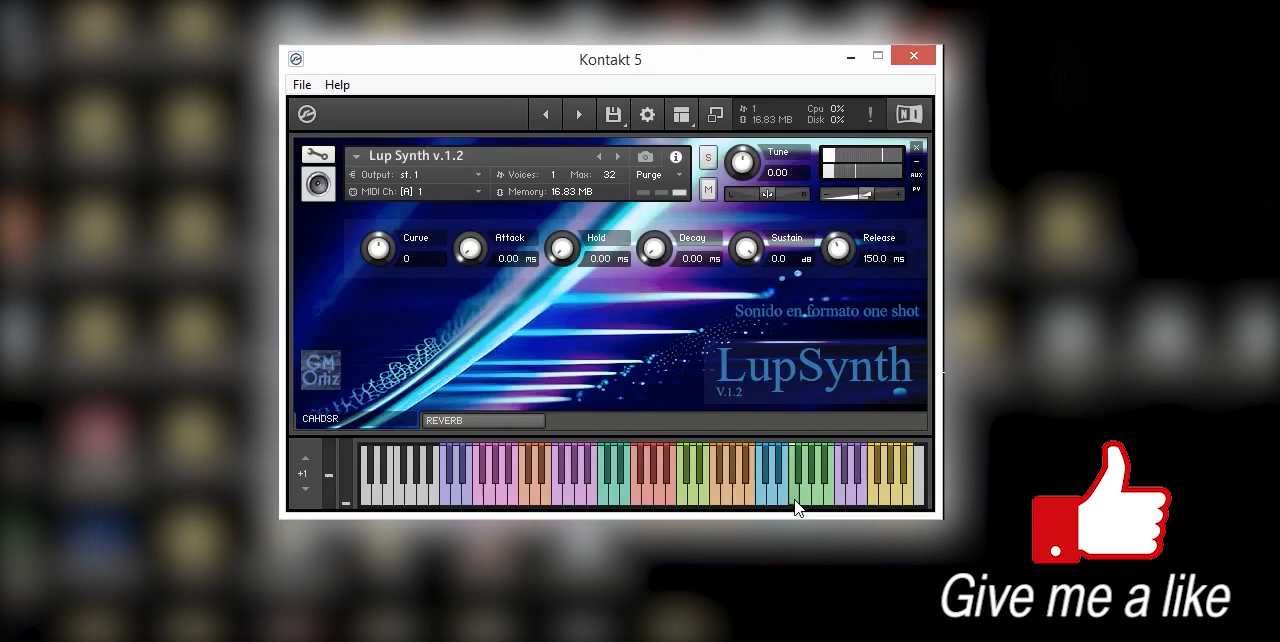 Kontakt 5
File Help
1 Cpu 0%
16.83 MB Disk 0% !
Lup Synth v.1.2 S Tune
Output: st. 1 Voices: 1 Max: 32 Purge 0.00
MIDI Ch: [A] 1 Memory: 16.83 MB M L R - +
AUX
PV
Curve Attack Hold Decay Sustain Release
0 0.00 ms 0.00 ms 0.00 ms 0.0 dB 150.0 ms
Sonido en formato one shot
GM
Ortiz
LupSynth
V.1.2
CAHDSR REVERB
+1
Give me a like